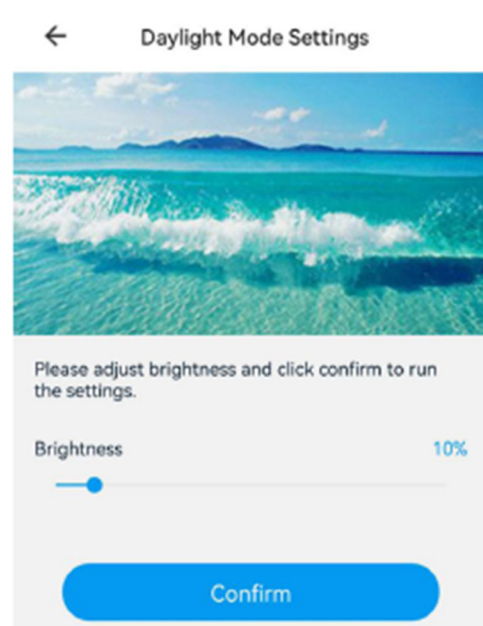 Daylight Mode Settings
Please adjust brightness and click confirm to run
the settings.
Brightness 10%
Confirm